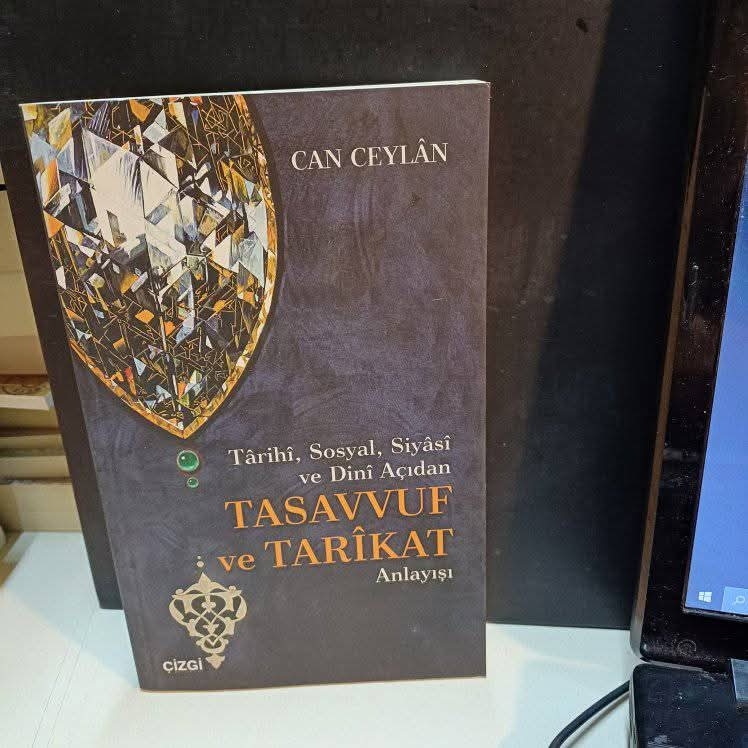 CAN CEYLÂN
Târihî, Sosyal, Siyâsî
ve Dinî Açıdan
TASAVVUF
ve TARÎKAT
Anlayışı
ÇİZGİ